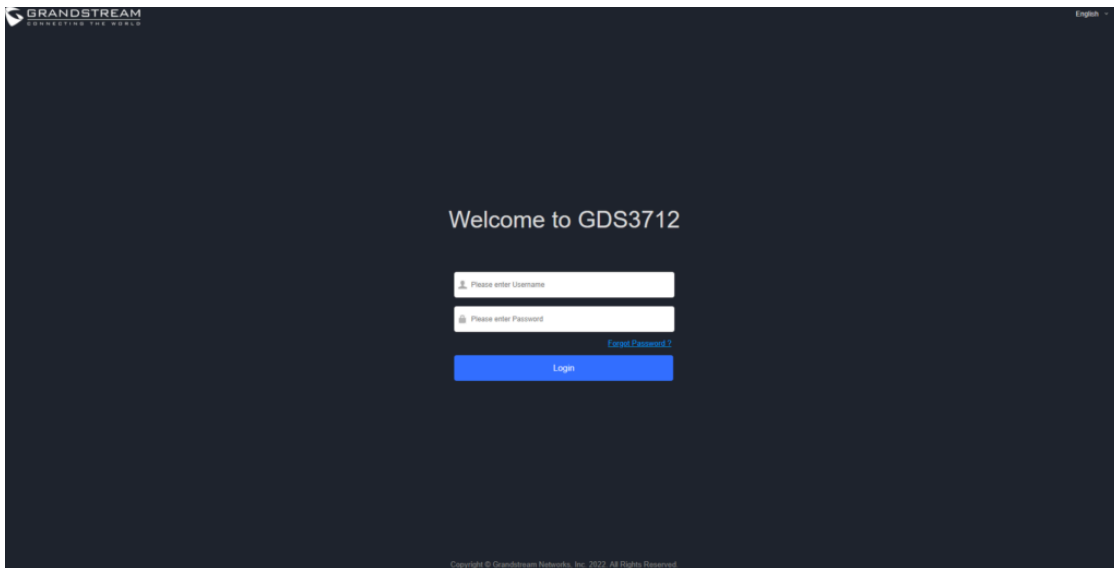 GRANDSTREAM
CONNECTING THE WORLD
English
Welcome to GDS3712
Please enter Username
Please enter Password
Forgot Password ?
Login
Copyright © Grandstream Networks, Inc. 2022. All Rights Reserved.